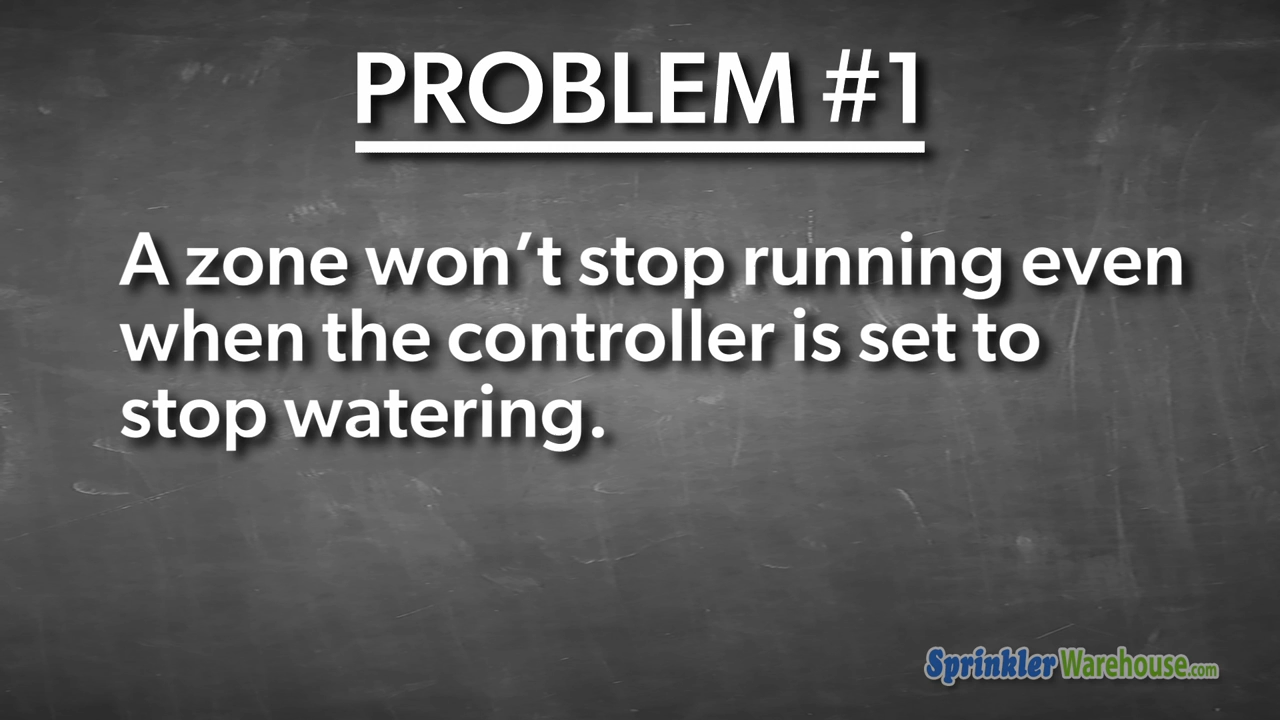 PROBLEM #1
A zone won’t stop running even
when the controller is set to
stop watering.
SprinklerWarehouse.com